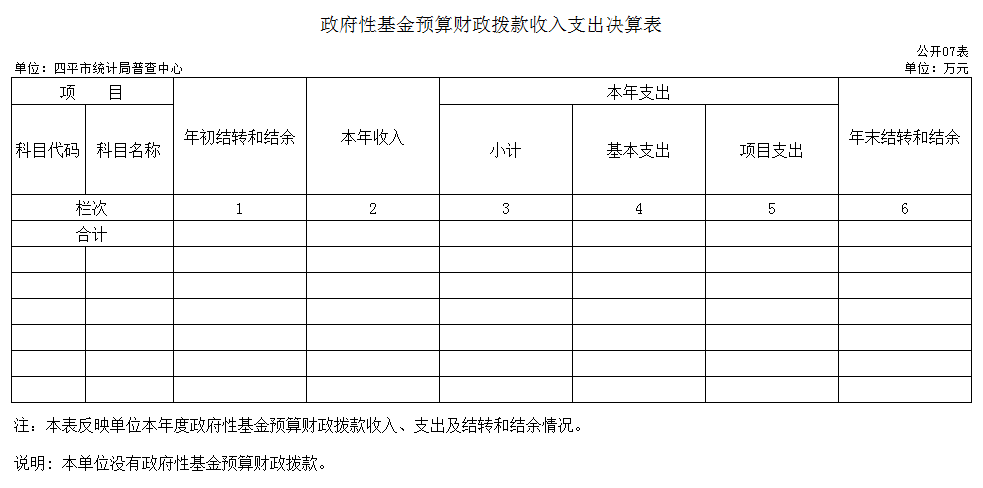 政府性基金预算财政拨款收入支出决算表
公开07表
单位：四平市统计局普查中心 单位：万元
项 目 年初结转和结余 本年收入 本年支出 年末结转和结余
科目代码 科目名称 小计 基本支出 项目支出
栏次 1 2 3 4 5 6
合计
注：本表反映单位本年度政府性基金预算财政拨款收入、支出及结转和结余情况。
说明：本单位没有政府性基金预算财政拨款。